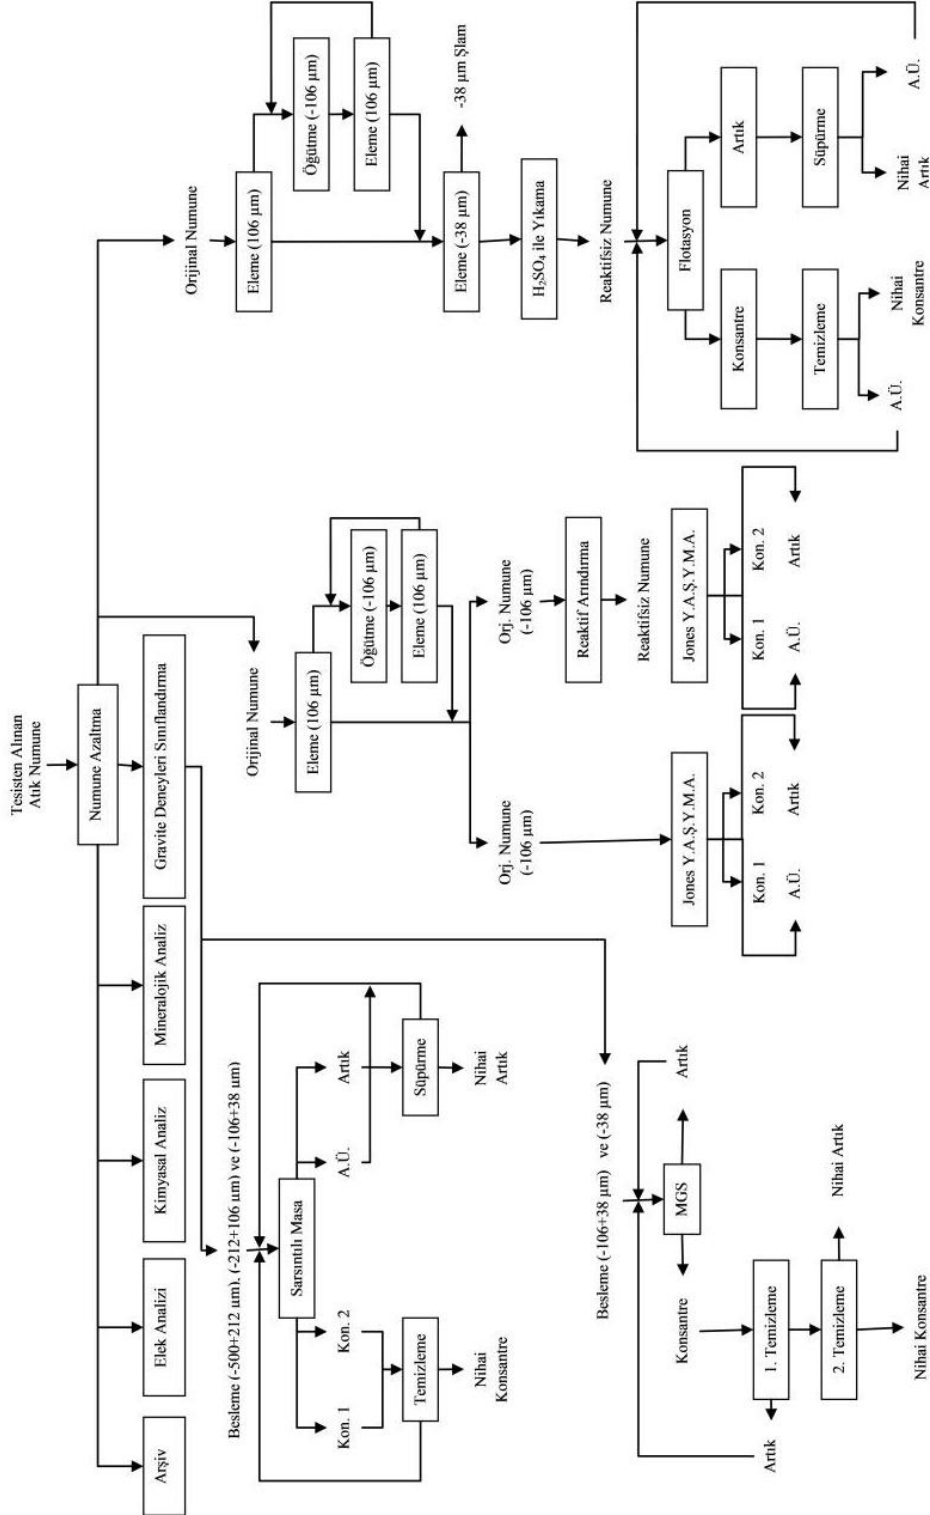 Tesisten Alınan
Atık Numune
Numune Azaltma
Arşiv
Elek Analizi
Kimyasal Analiz
Mineralojik Analiz
Gravite Deneyleri Sınıflandırma
Besleme (-500+212 µm). (-212+106 µm) ve (-106+38 µm)
Sarsıntılı Masa
Kon. 1
Kon. 2
A.Ü.
Artık
Temizleme
Süpürme
Nihai
Konsantre
Nihai
Artık
Besleme (-106+38 µm) ve (-38 µm)
MGS
Konsantre
Artık
1. Temizleme
Artık
2. Temizleme
Nihai Artık
Nihai Konsantre
Orijinal Numune
Eleme (106 µm)
Öğütme (-106 µm)
Eleme (106 µm)
Orj. Numune
(-106 µm)
Orj. Numune
(-106 µm)
Reaktif Arındırma
Reaktifsiz Numune
Jones Y.A.Ş.Y.M.A.
Kon. 1
Kon. 2
A.Ü.
Artık
Jones Y.A.Ş.Y.M.A.
Kon. 1
Kon. 2
A.Ü.
Artık
Orijinal Numune
Eleme (106 µm)
Öğütme (-106 µm)
Eleme (106 µm)
Eleme (-38 µm)
-38 µm Şlam
H₂SO₄ ile Yıkama
Reaktifsiz Numune
Flotasyon
Konsantre
Artık
Temizleme
Süpürme
A.Ü.
Nihai
Konsantre
Nihai
Artık
A.Ü.